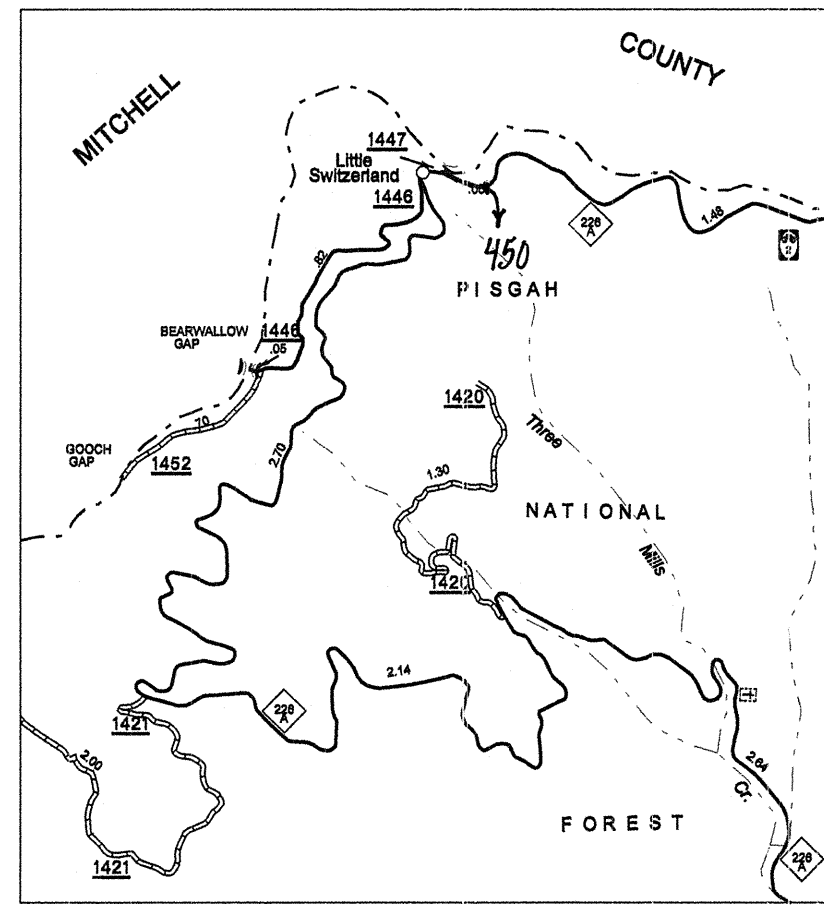 COUNTY
MITCHELL
1447
Little
Switzerland
1446
226
A
1.48
2
450
PISGAH
.82
BEARWALLOW
GAP
1446
.05
1420
.70
GOOCH
GAP
1452
2.70
Three
1.30
NATIONAL
Mills
1420
2.14
226
A
1421
2.00
2.64
Cr.
FOREST
226
A
1421